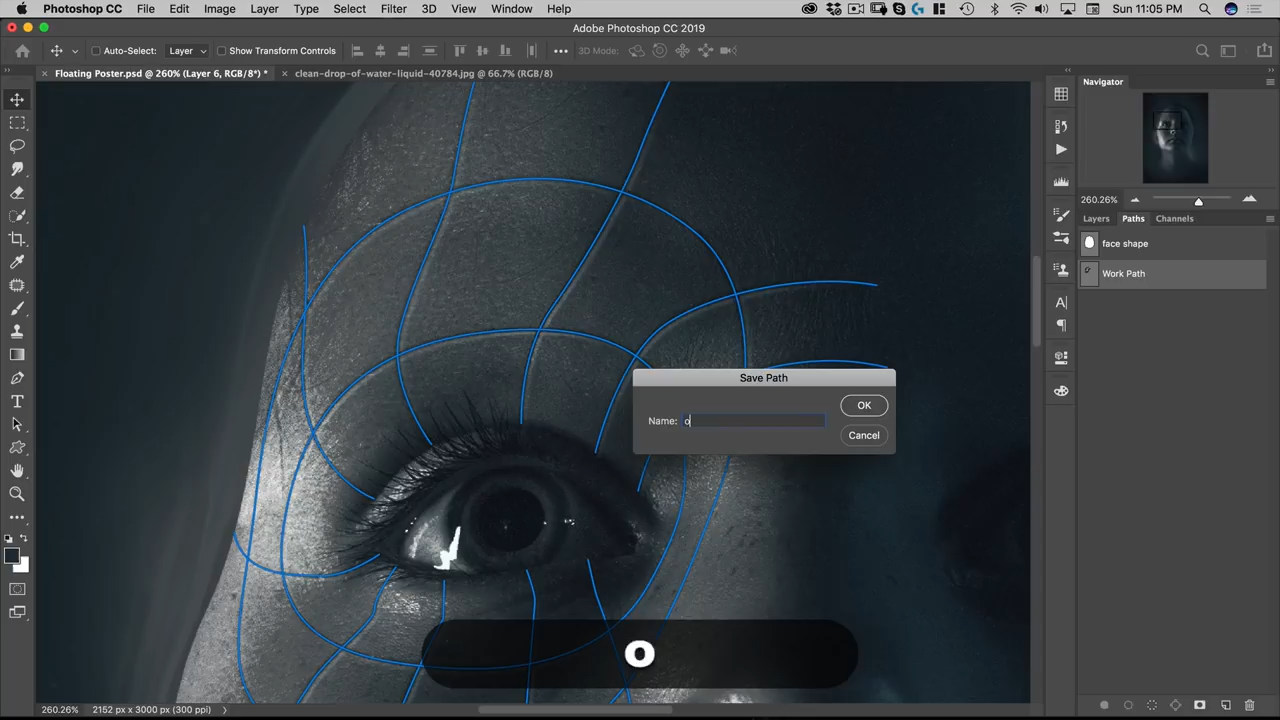 Photoshop CC File Edit Image Layer Type Select Filter 3D View Window Help Sun 11:05 PM
Adobe Photoshop CC 2019
Auto-Select: Layer Show Transform Controls 3D Mode:
Floating Poster.psd @ 260% (Layer 6, RGB/8*) * clean-drop-of-water-liquid-40784.jpg @ 66.7% (RGB/8)
Navigator
260.26%
Layers Paths Channels
face shape
Work Path
Save Path
Name: o
OK
Cancel
o
260.26% 2152 px x 3000 px (300 ppi)